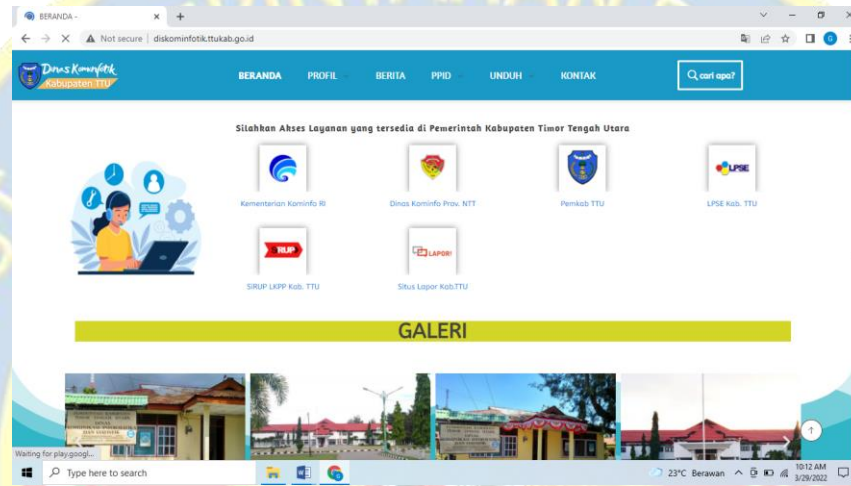 BERANDA -
Not secure | diskominfotik.ttukab.go.id
Dinas Kominfotik
Kabupaten TTU
BERANDA PROFIL BERITA PPID UNDUH KONTAK
cari apa?
Silahkan Akses Layanan yang tersedia di Pemerintah Kabupaten Timor Tengah Utara
LPSE
Kementerian Kominfo RI Dinas Kominfo Prov. NTT Pemkab TTU LPSE Kab. TTU
SIRUP LAPOR!
SIRUP LKPP Kab. TTU Situs Lapor Kab.TTU
GALERI
Waiting for play.googl...
Type here to search
23°C Berawan
10:12 AM
3/29/2022